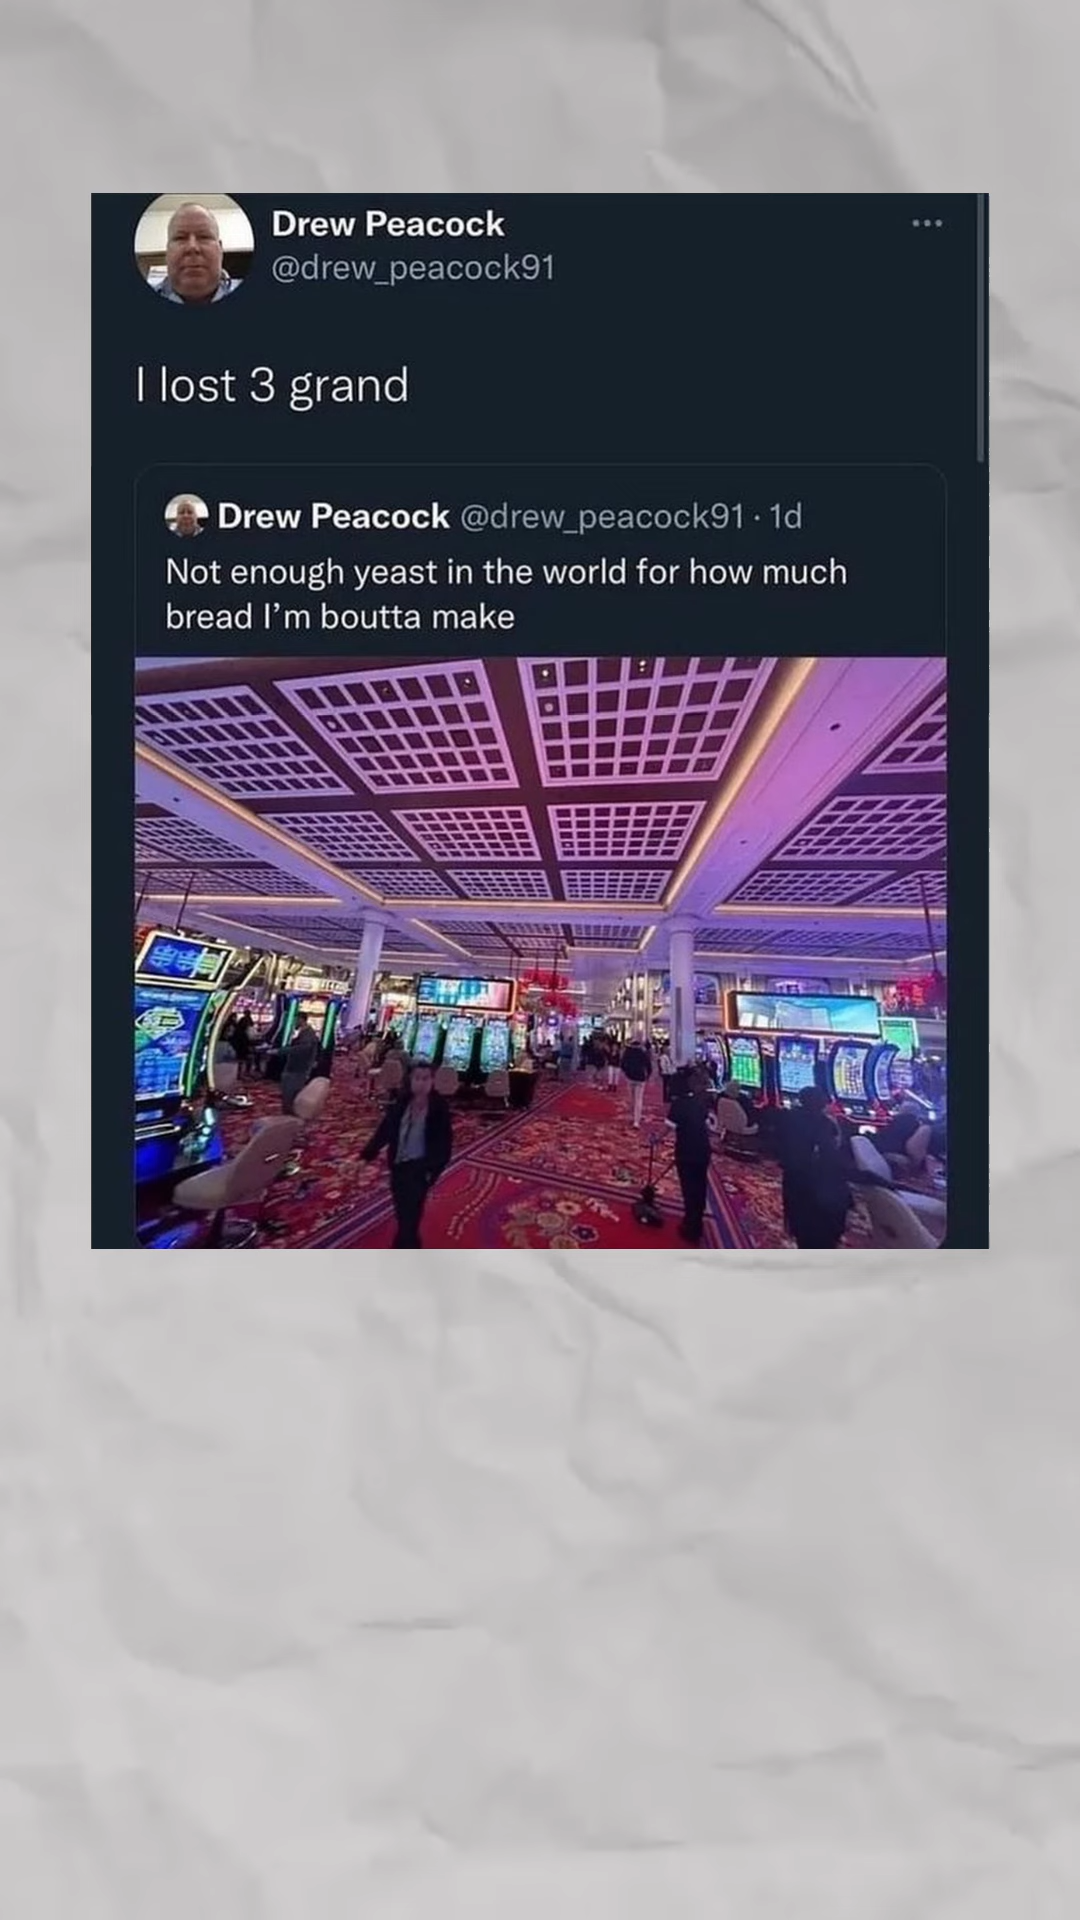 Drew Peacock
@drew_peacock91
I lost 3 grand
Drew Peacock @drew_peacock91 · 1d
Not enough yeast in the world for how much
bread I’m boutta make